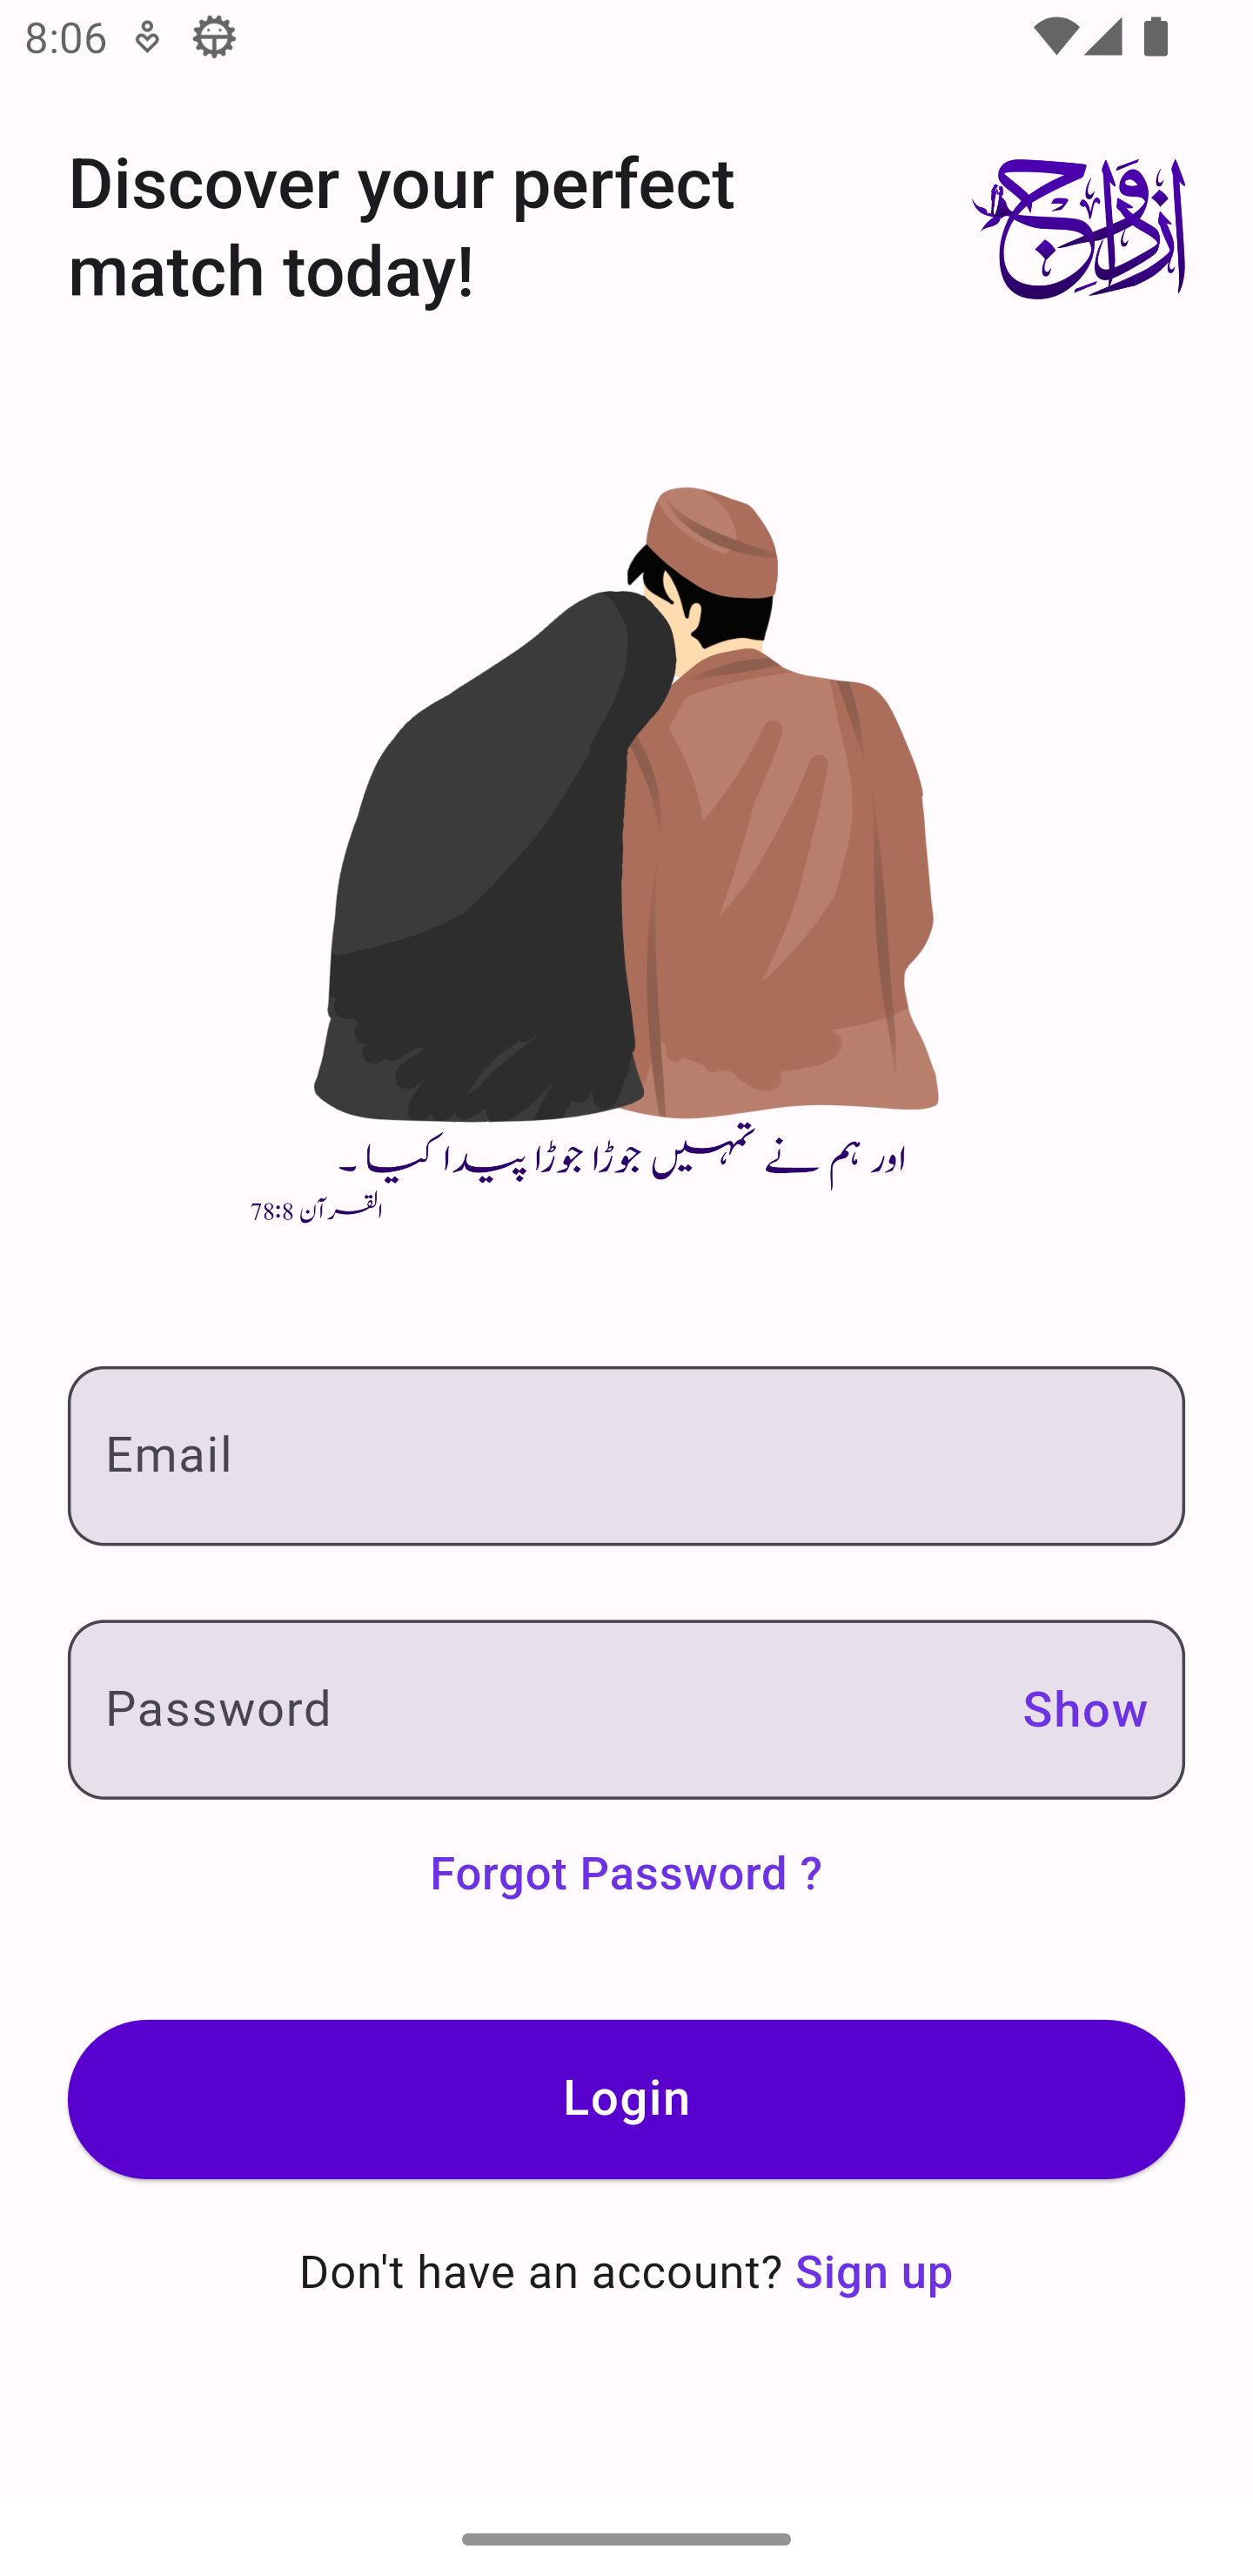 8:06
Discover your perfect
match today!
ازواج
اور ہم نے تمہیں جوڑا جوڑا پیدا کیا ۔
القرآن 78:8
Email
Password
Show
Forgot Password ?
Login
Don't have an account? Sign up